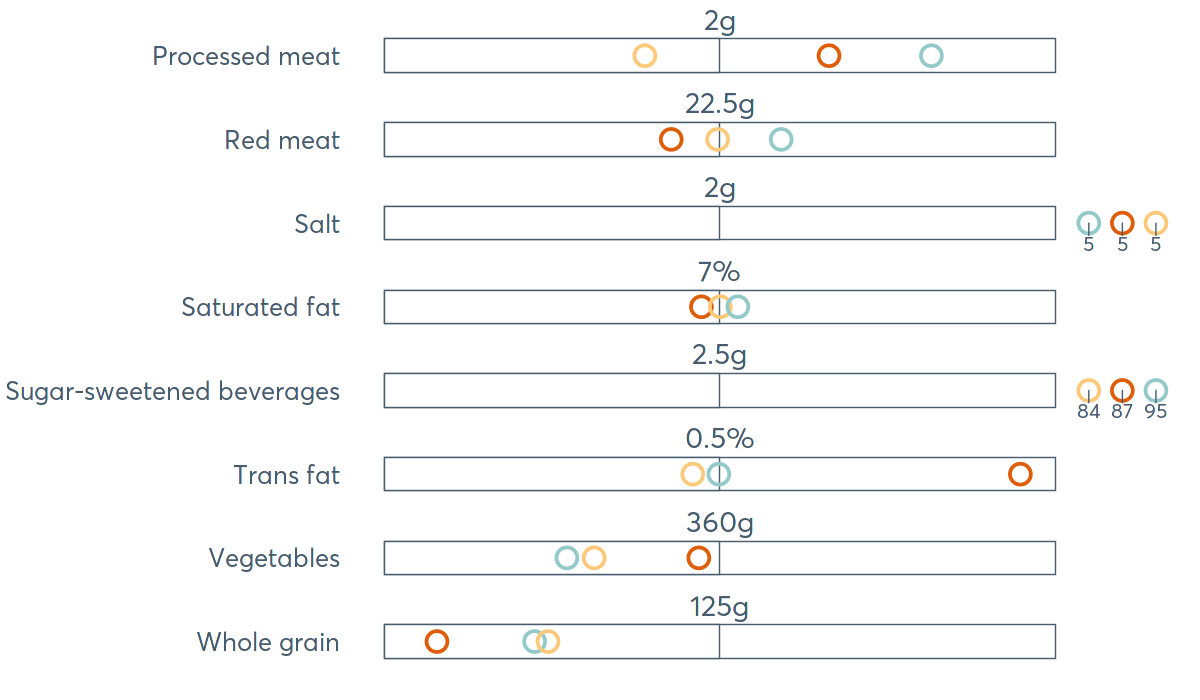 2g
Processed meat
22.5g
Red meat
2g
Salt
5 5 5
7%
Saturated fat
2.5g
Sugar-sweetened beverages
84 87 95
0.5%
Trans fat
360g
Vegetables
125g
Whole grain